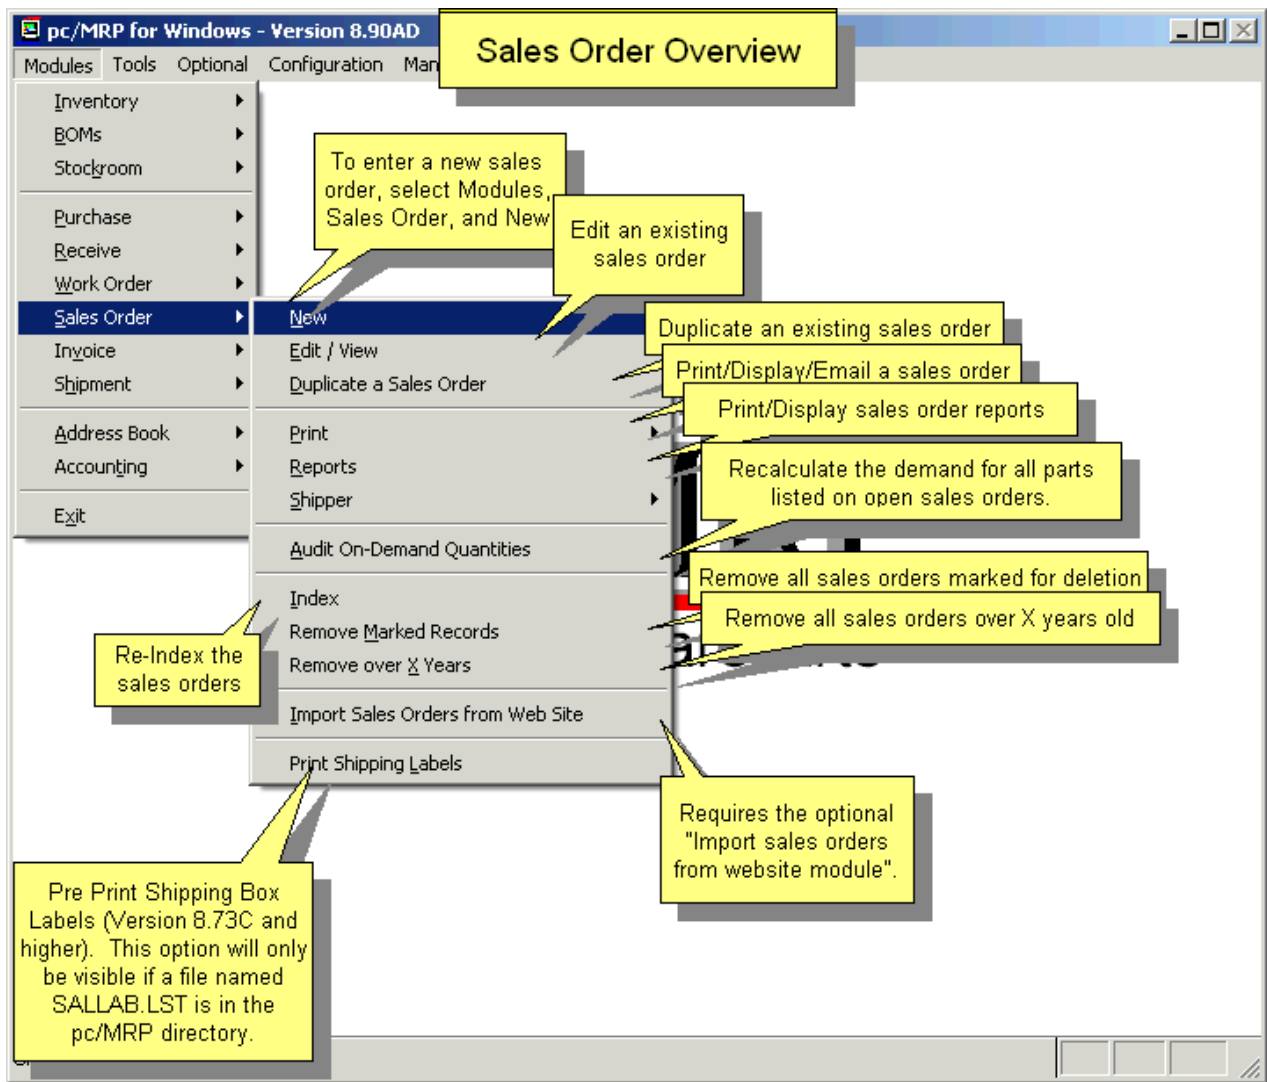 pc/MRP for Windows - Version 8.90AD
Sales Order Overview
Modules Tools Optional Configuration
Inventory
BOMs
Stockroom
Purchase
Receive
Work Order
Sales Order
Invoice
Shipment
Address Book
Accounting
Exit
To enter a new sales
order, select Modules,
Sales Order, and New
Edit an existing
sales order
New
Edit / View
Duplicate a Sales Order
Print
Reports
Shipper
Audit On-Demand Quantities
Index
Remove Marked Records
Remove over X Years
Import Sales Orders from Web Site
Print Shipping Labels
Duplicate an existing sales order
Print/Display/Email a sales order
Print/Display sales order reports
Recalculate the demand for all parts
listed on open sales orders.
Remove all sales orders marked for deletion
Remove all sales orders over X years old
Re-Index the
sales orders
Requires the optional
"Import sales orders
from website module".
Pre Print Shipping Box
Labels (Version 8.73C and
higher). This option will only
be visible if a file named
SALLAB.LST is in the
pc/MRP directory.